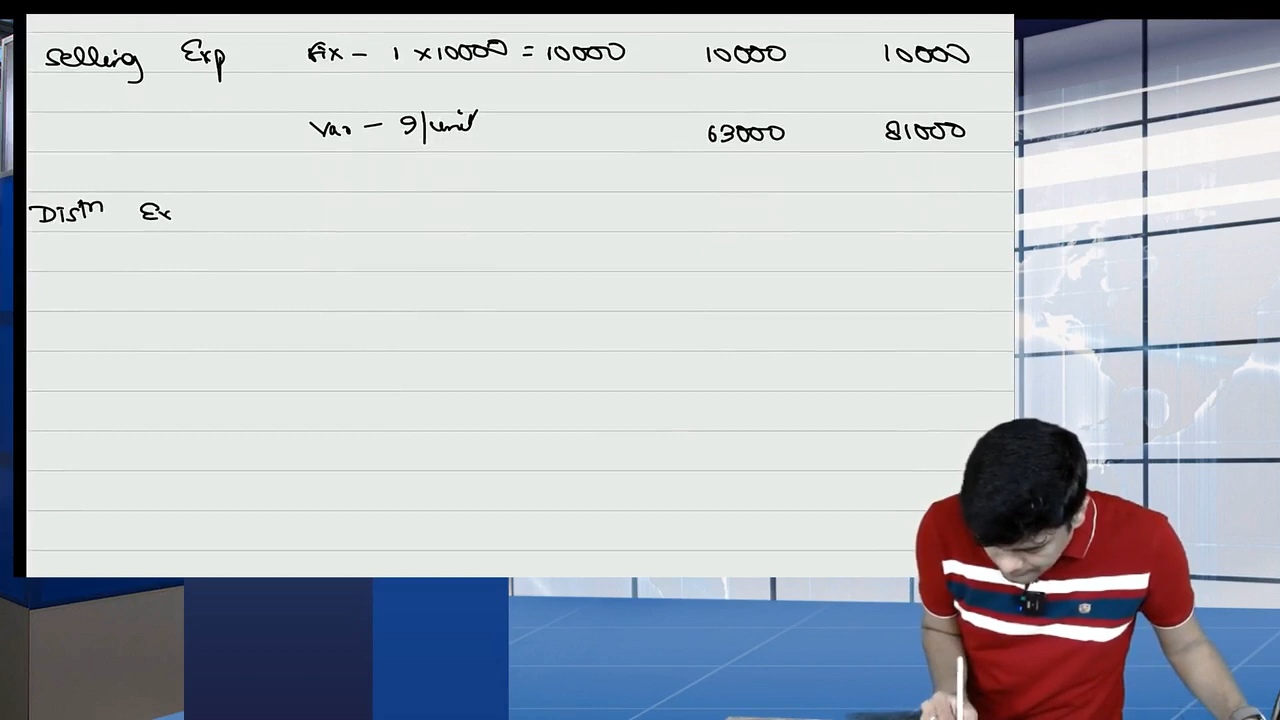 Selling Exp Fix - 1 x 10000 = 10000 10000 10000
Var - 9/unit 63000 81000
Distn Ex